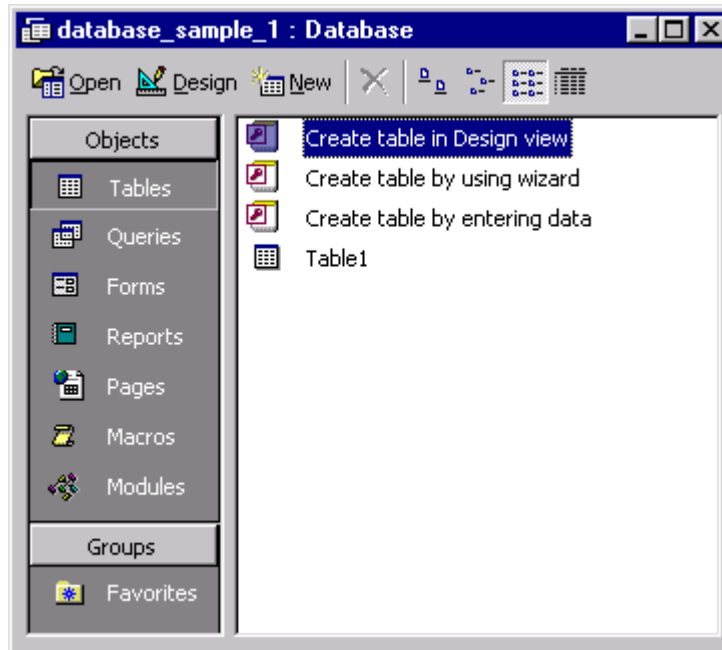 database_sample_1 : Database
Open Design New
Objects
Tables
Queries
Forms
Reports
Pages
Macros
Modules
Groups
Favorites
Create table in Design view
Create table by using wizard
Create table by entering data
Table1